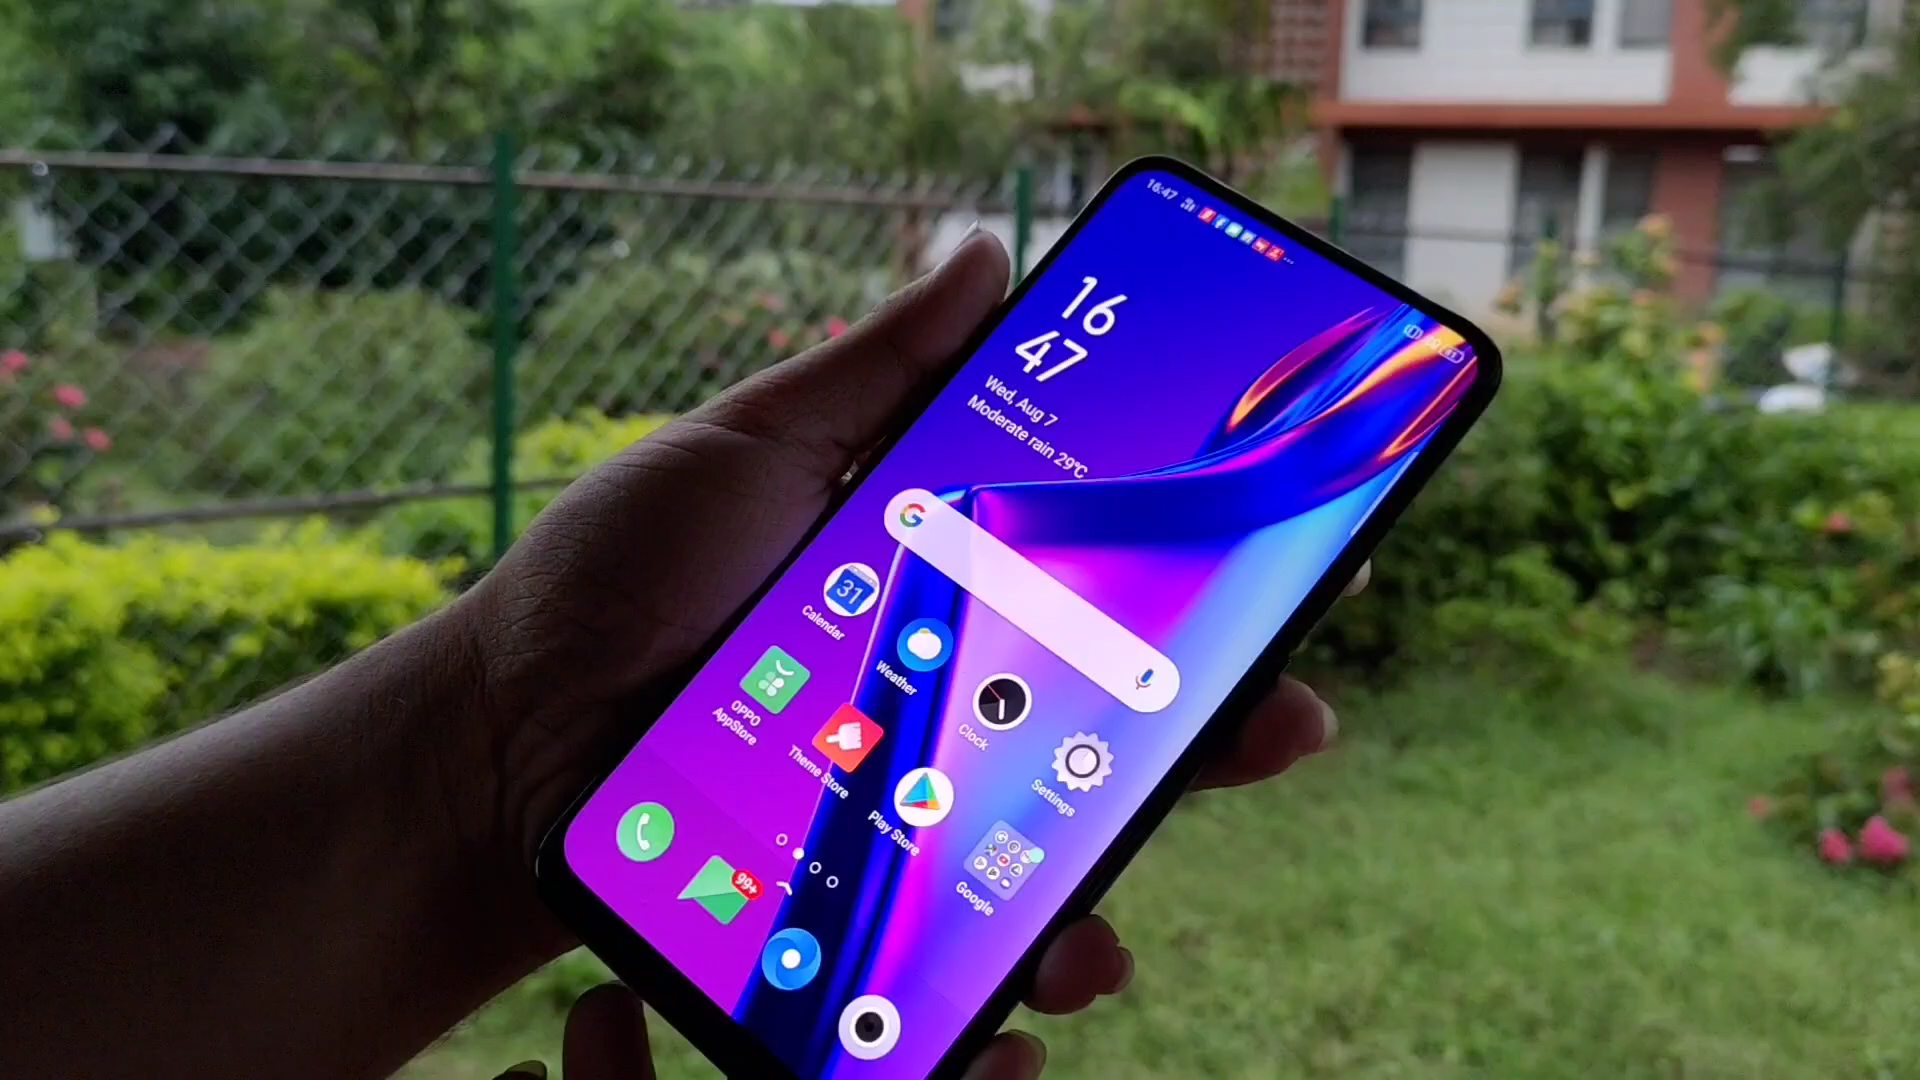 16:47
16
47
Wed, Aug 7
Moderate rain 29°C
G
31
Calendar
Weather
Clock
Settings
OPPO
AppStore
Theme Store
Play Store
Google
99+